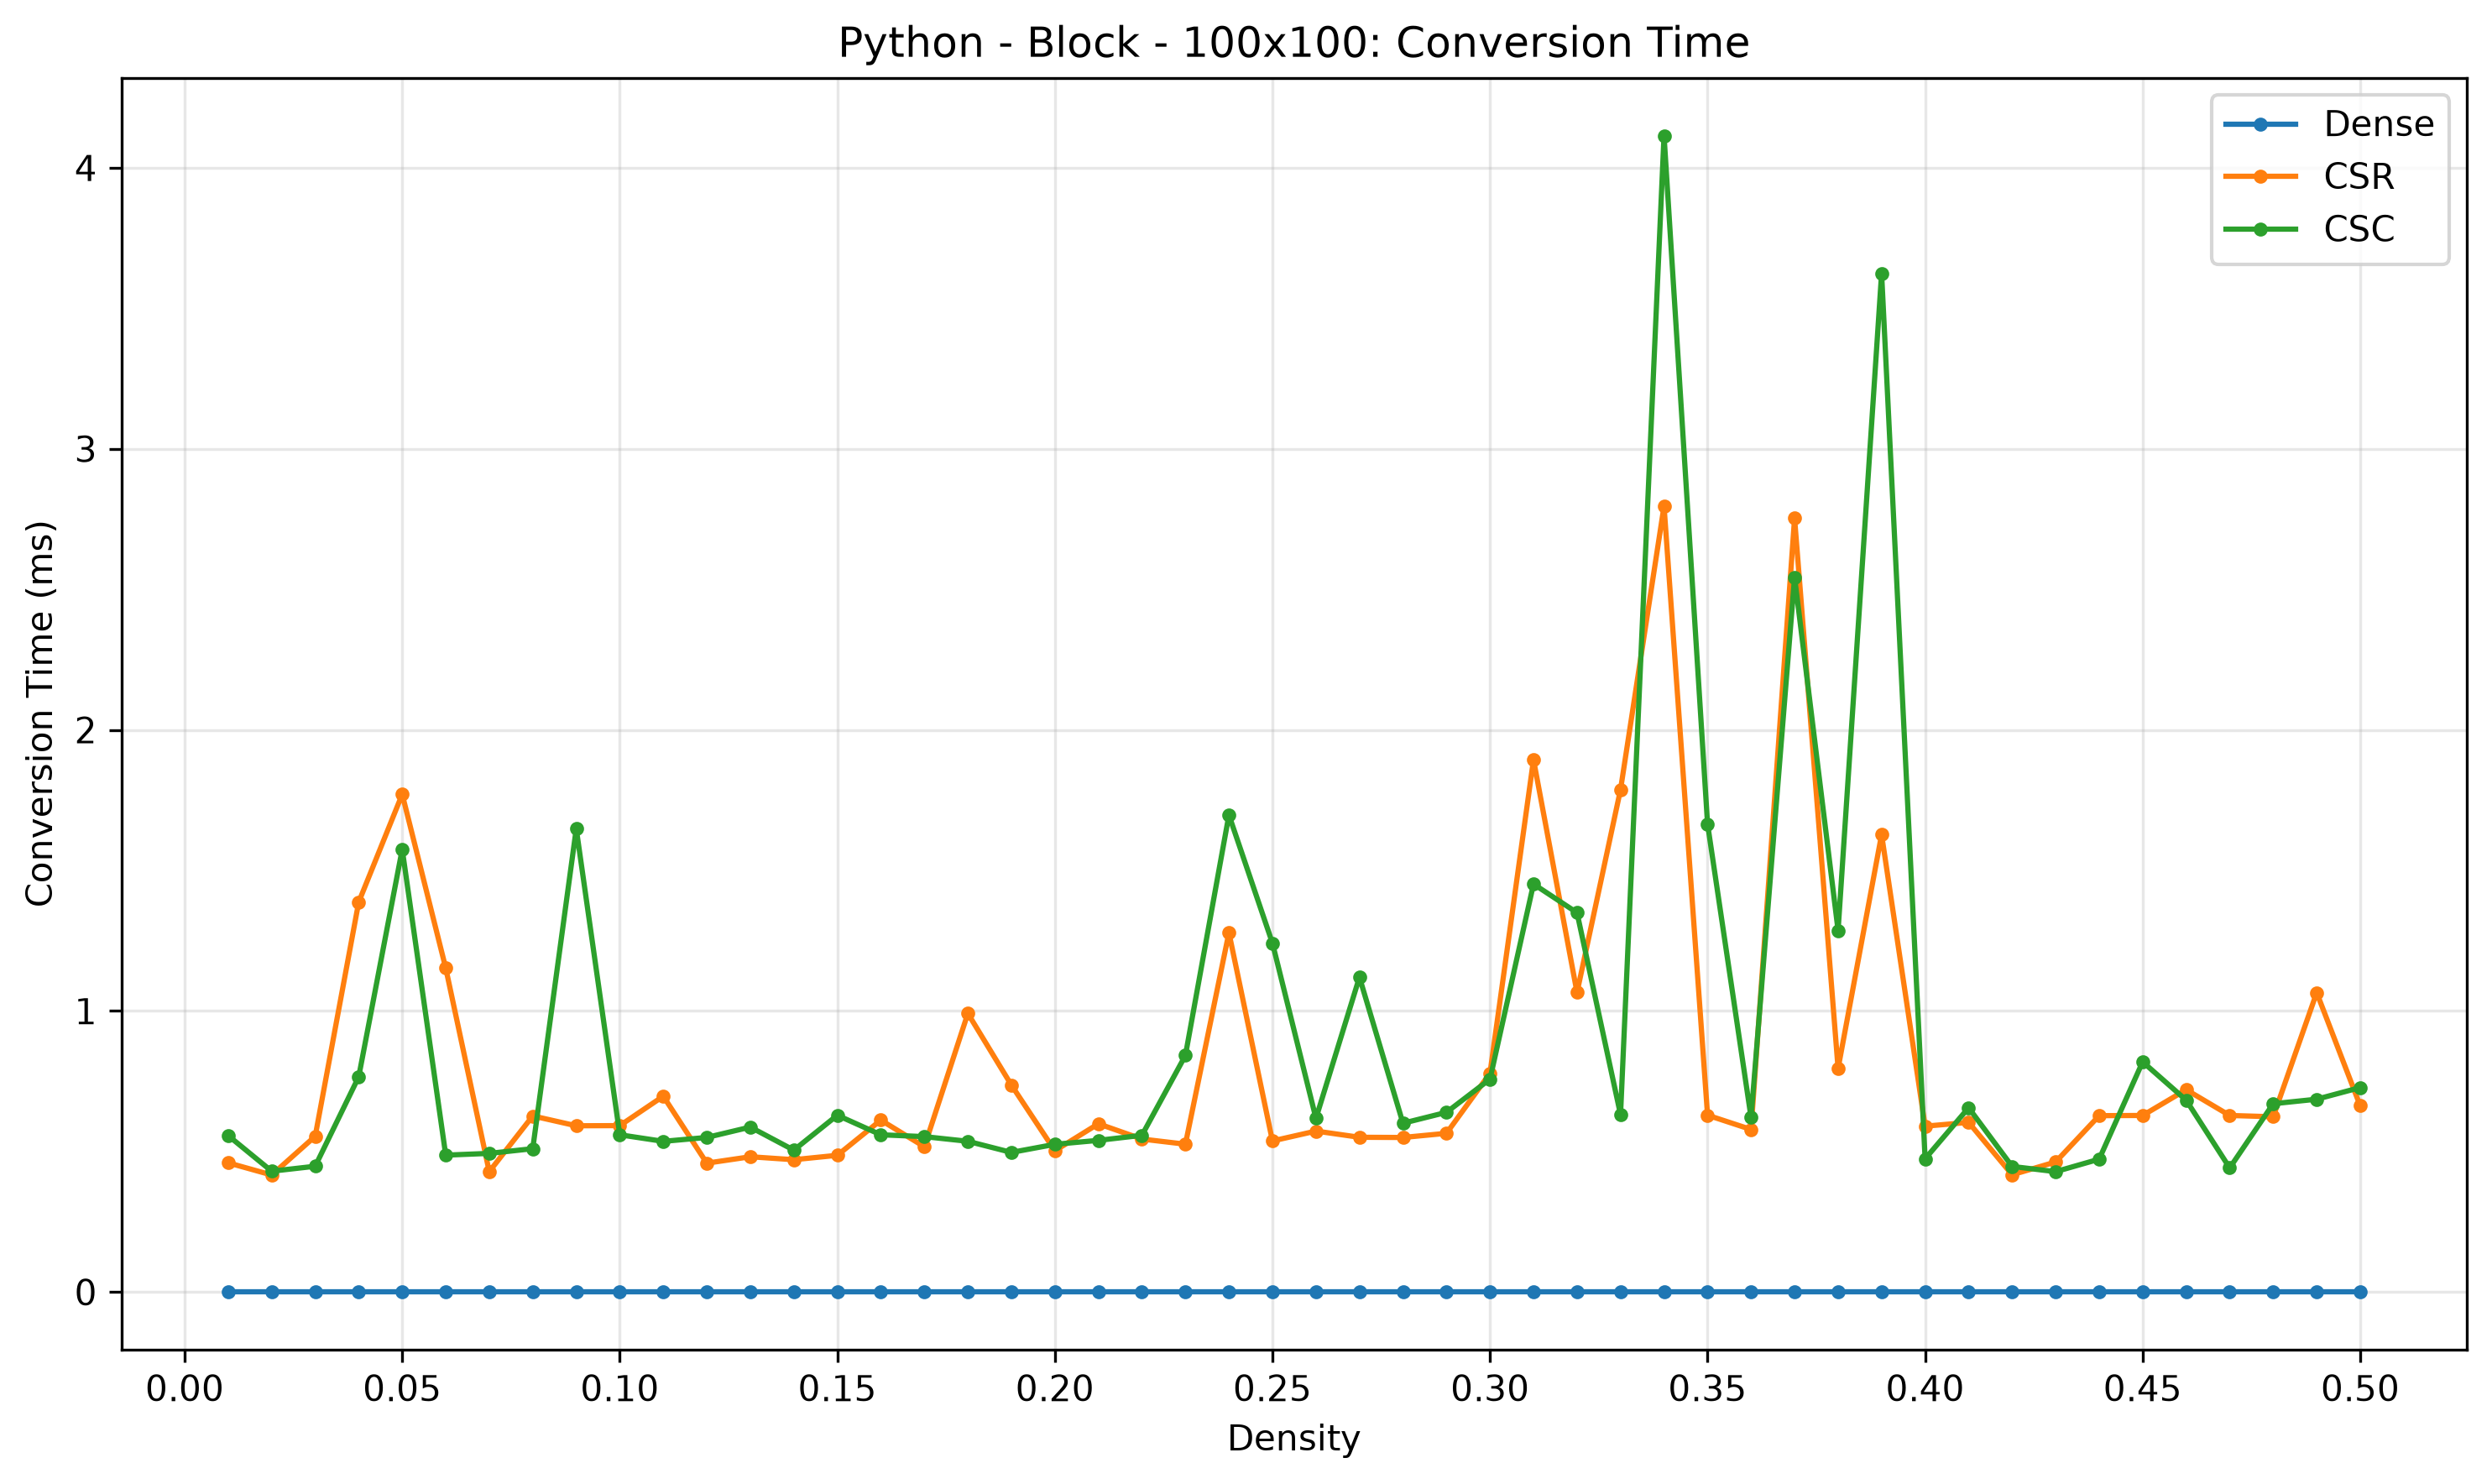 Python - Block - 100x100: Conversion Time
Dense
CSR
CSC
Conversion Time (ms)
4
3
2
1
0
0.00 0.05 0.10 0.15 0.20 0.25 0.30 0.35 0.40 0.45 0.50
Density